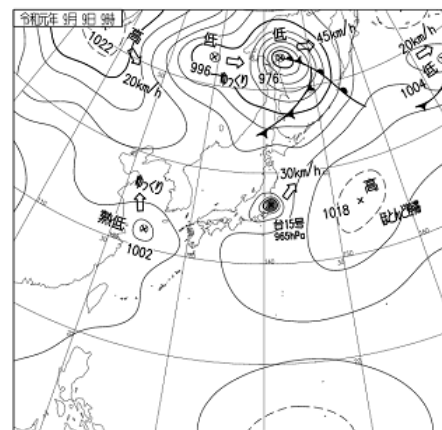 令和元年 9月 9日 9時
高
1022
20km/h
低
996
ゆっくり
低
976
45km/h
20km/h
低
1004
ゆっくり
熱低
1002
30km/h
台15号
965hPa
高
1018
ほとんど停滞